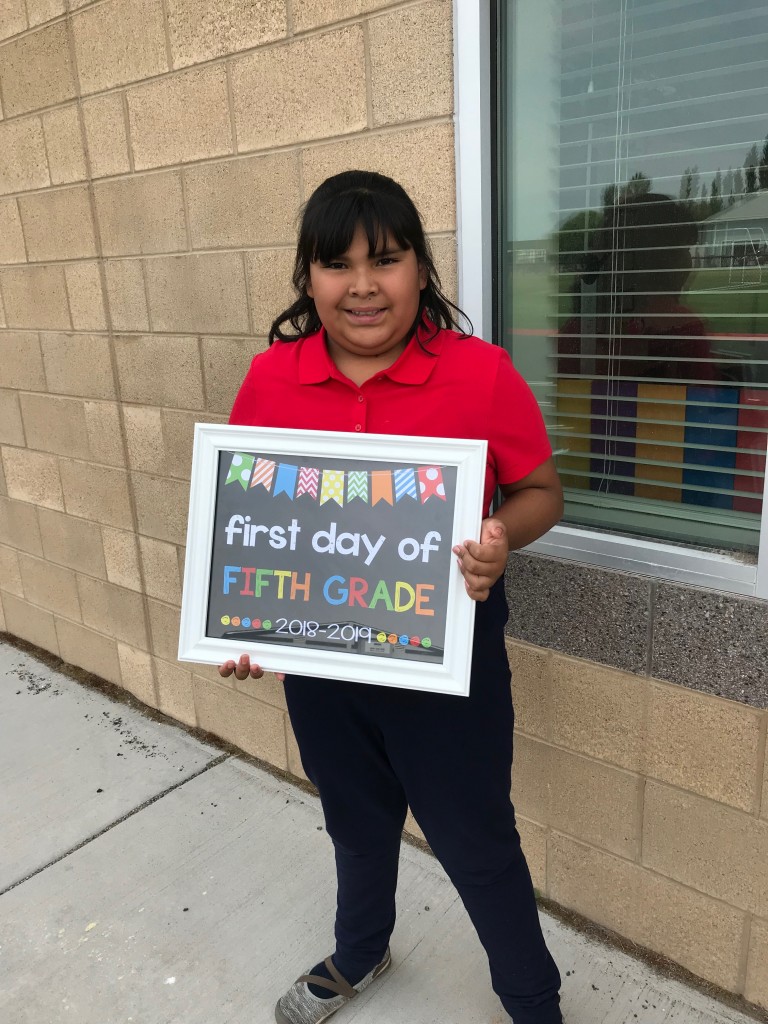 first day of
FIFTH GRADE
2018-2019